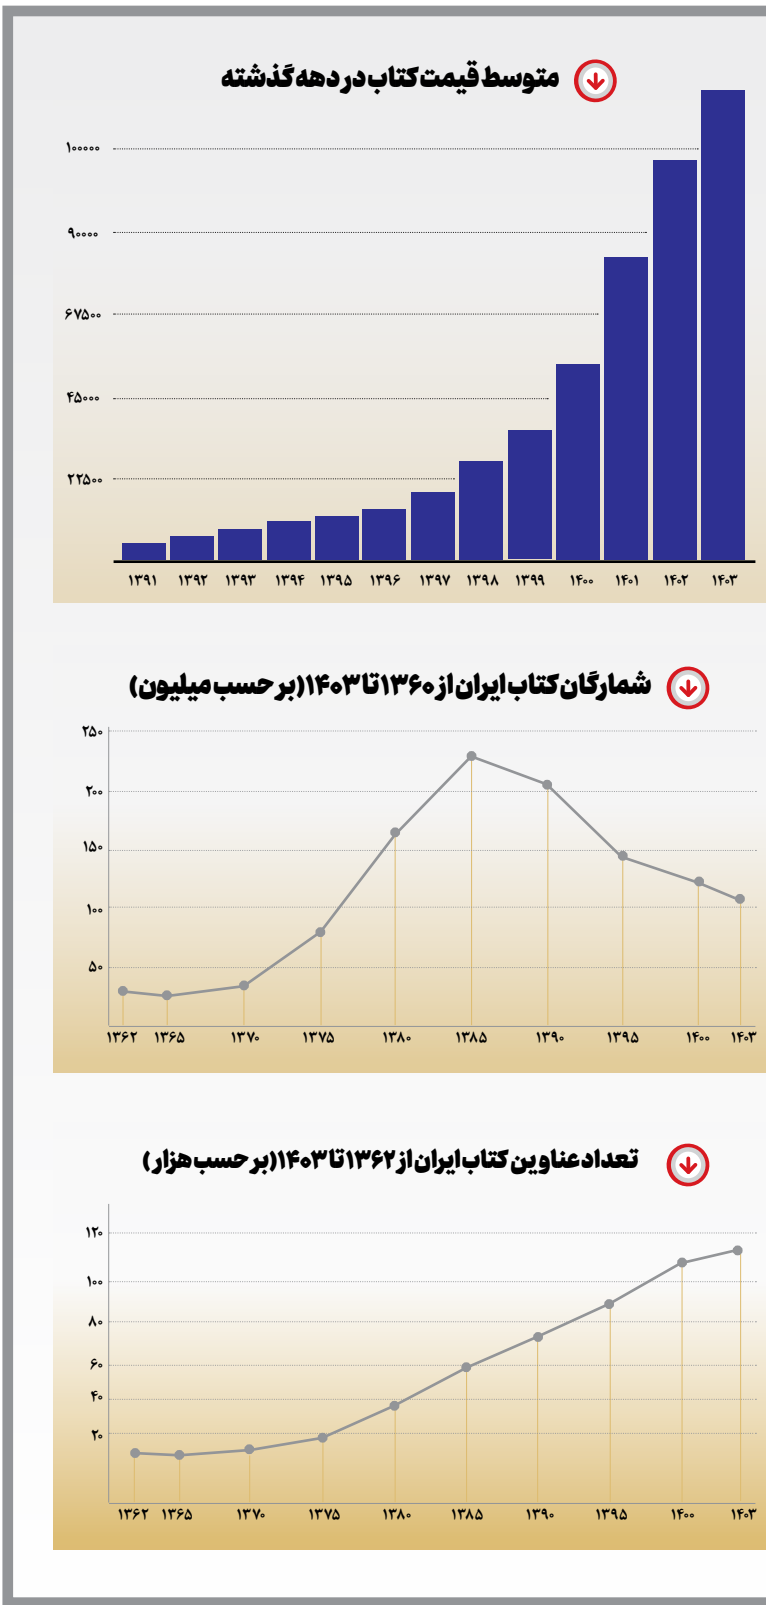 متوسط قیمت کتاب در دهه گذشته
۱۰۰۰۰۰
۹۰۰۰۰
۶۷۵۰۰
۴۵۰۰۰
۲۲۵۰۰
۱۳۹۱ ۱۳۹۲ ۱۳۹۳ ۱۳۹۴ ۱۳۹۵ ۱۳۹۶ ۱۳۹۷ ۱۳۹۸ ۱۳۹۹ ۱۴۰۰ ۱۴۰۱ ۱۴۰۲ ۱۴۰۳
شمارگان کتاب ایران از ۱۳۶۰ تا ۱۴۰۳ (بر حسب میلیون)
۲۵۰
۲۰۰
۱۵۰
۱۰۰
۵۰
۱۳۶۲ ۱۳۶۵ ۱۳۷۰ ۱۳۷۵ ۱۳۸۰ ۱۳۸۵ ۱۳۹۰ ۱۳۹۵ ۱۴۰۰ ۱۴۰۳
تعداد عناوین کتاب ایران از ۱۳۶۲ تا ۱۴۰۳ (بر حسب هزار)
۱۲۰
۱۰۰
۸۰
۶۰
۴۰
۲۰
۱۳۶۲ ۱۳۶۵ ۱۳۷۰ ۱۳۷۵ ۱۳۸۰ ۱۳۸۵ ۱۳۹۰ ۱۳۹۵ ۱۴۰۰ ۱۴۰۳